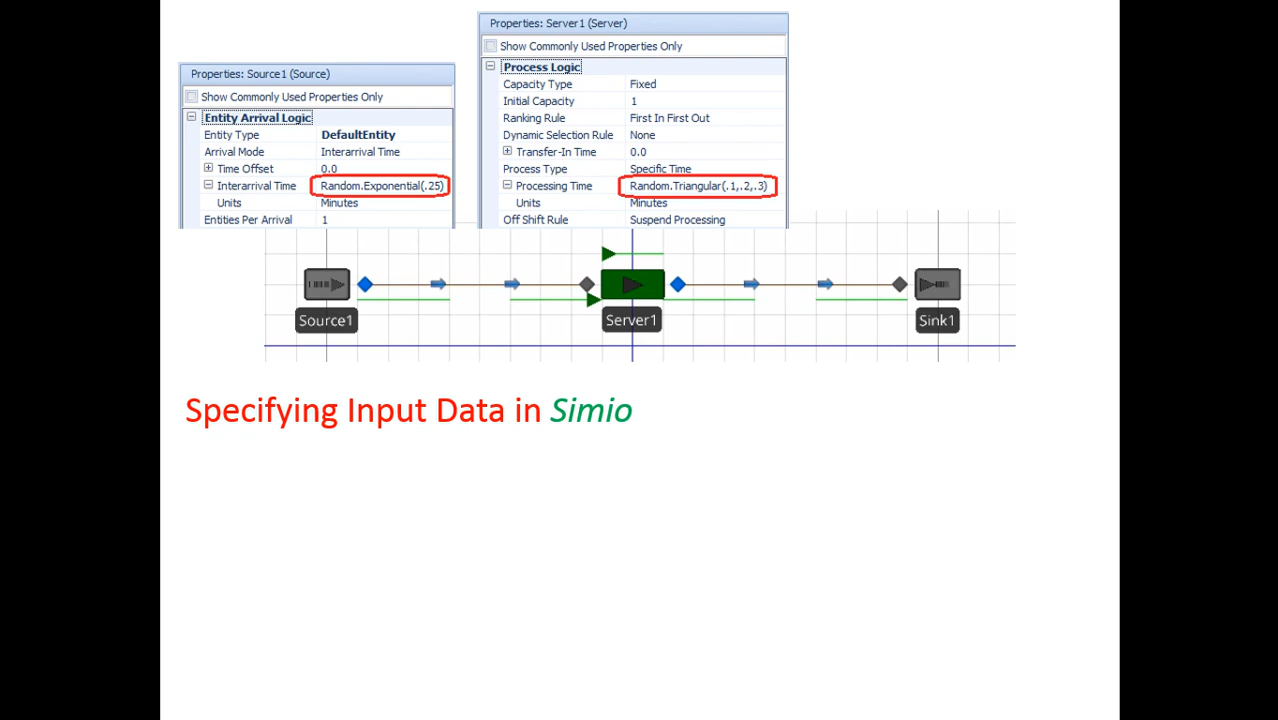 Properties: Source1 (Source)
Show Commonly Used Properties Only
Entity Arrival Logic
Entity Type DefaultEntity
Arrival Mode Interarrival Time
Time Offset 0.0
Interarrival Time Random.Exponential(.25)
Units Minutes
Entities Per Arrival 1
Properties: Server1 (Server)
Show Commonly Used Properties Only
Process Logic
Capacity Type Fixed
Initial Capacity 1
Ranking Rule First In First Out
Dynamic Selection Rule None
Transfer-In Time 0.0
Process Type Specific Time
Processing Time Random.Triangular(.1,.2,.3)
Units Minutes
Off Shift Rule Suspend Processing
Source1
Server1
Sink1
Specifying Input Data in Simio